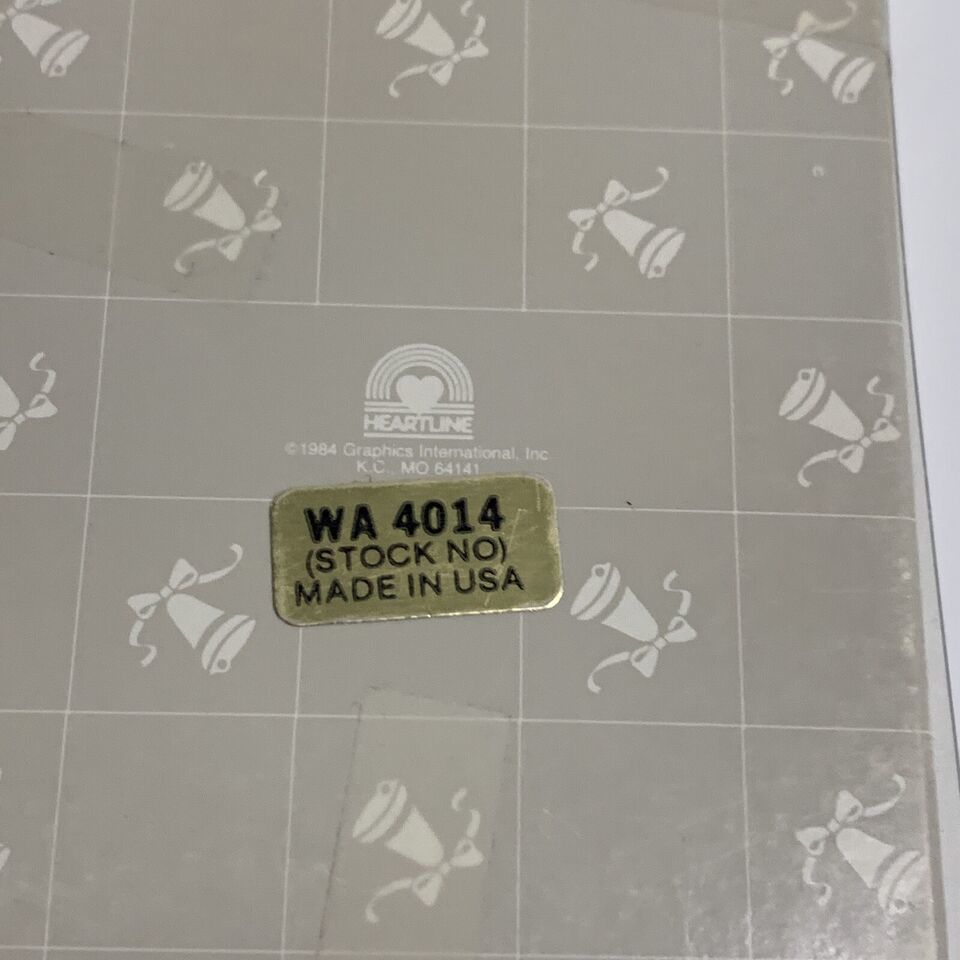 HEARTLINE
©1984 Graphics International, Inc
K.C., MO 64141
WA 4014
(STOCK NO)
MADE IN USA